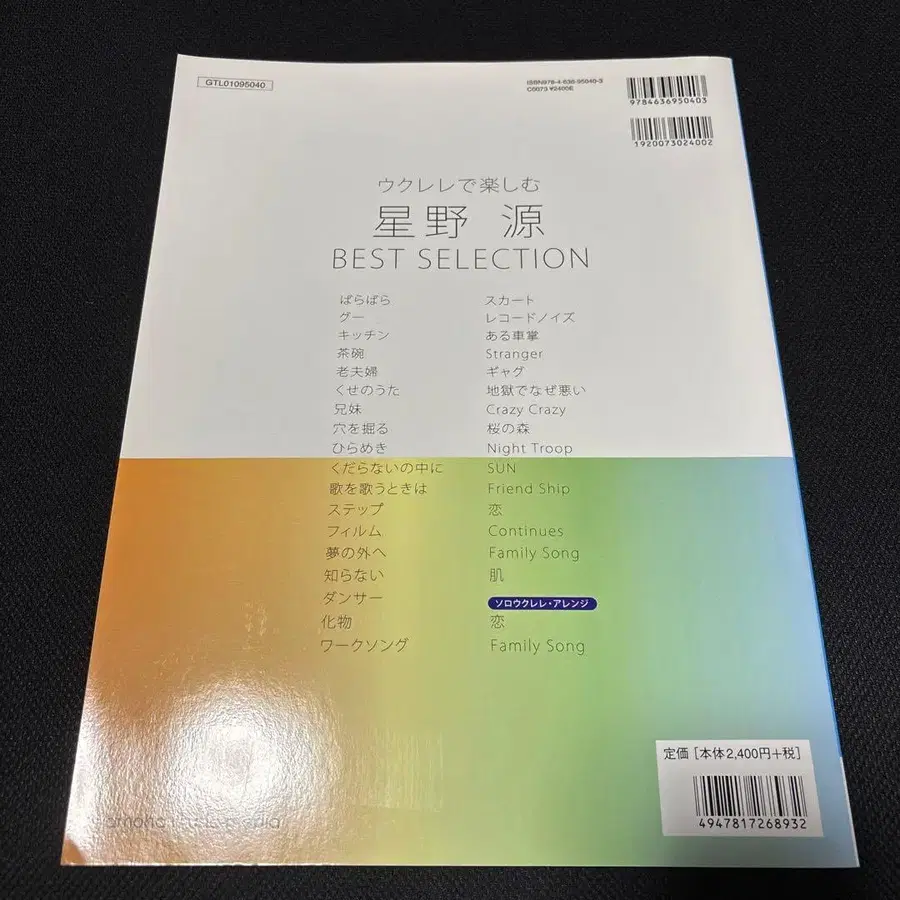 GTL01095040
ISBN978-4-636-95040-3
C0073 ¥2400E
9784636950403
1920073024002
ウクレレで楽しむ
星野 源
BEST SELECTION
ばらばら
グー
キッチン
茶碗
老夫婦
くせのうた
兄妹
穴を掘る
ひらめき
くだらないの中に
歌を歌うときは
ステップ
フィルム
夢の外へ
知らない
ダンサー
化物
ワークソング
スカート
レコードノイズ
ある車掌
Stranger
ギャグ
地獄でなぜ悪い
Crazy Crazy
桜の森
Night Troop
SUN
Friend Ship
恋
Continues
Family Song
肌
ソロウクレレ・アレンジ
恋
Family Song
定価[本体2,400円+税]
4947817268932